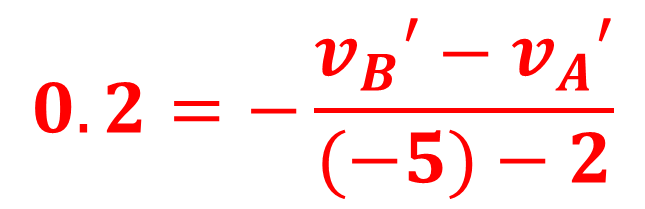 0.2 = − (v_B′ − v_A′) / ((−5) − 2)